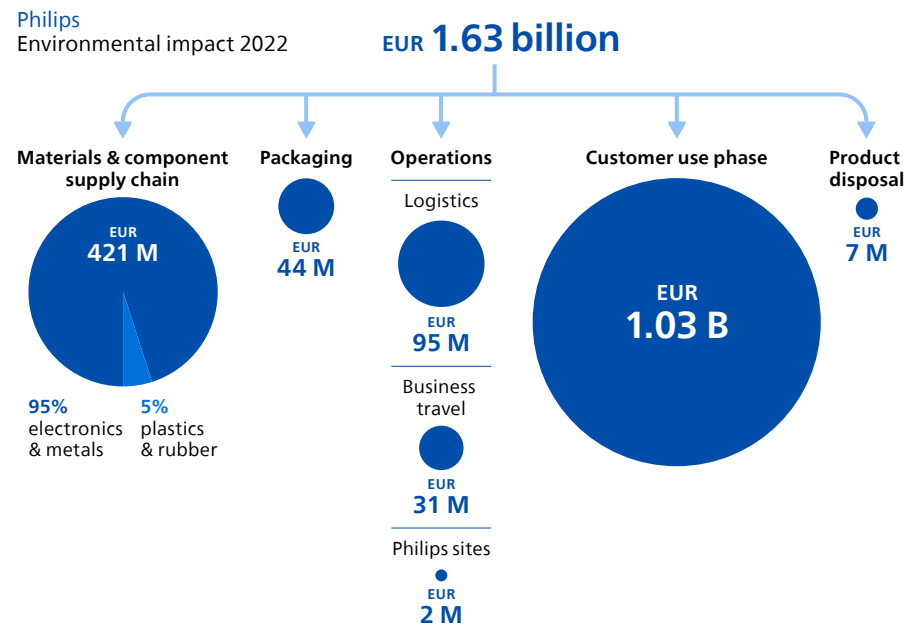 Philips
Environmental impact 2022
EUR 1.63 billion
Materials & component
supply chain
EUR
421 M
95%
electronics
& metals
5%
plastics
& rubber
Packaging
EUR
44 M
Operations
Logistics
EUR
95 M
Business
travel
EUR
31 M
Philips sites
EUR
2 M
Customer use phase
EUR
1.03 B
Product
disposal
EUR
7 M